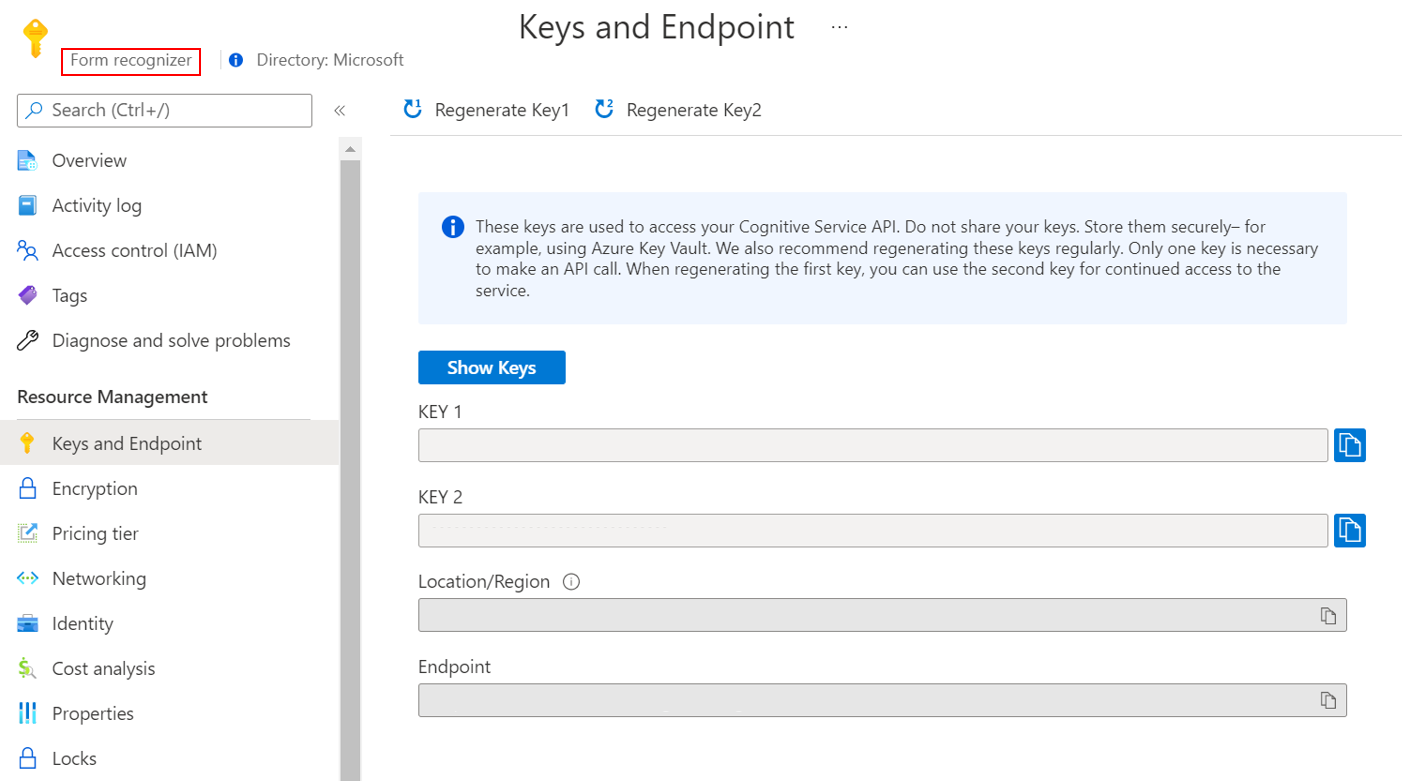 Keys and Endpoint ...
Form recognizer
Directory: Microsoft
Search (Ctrl+/)
«
Overview
Activity log
Access control (IAM)
Tags
Diagnose and solve problems
Resource Management
Keys and Endpoint
Encryption
Pricing tier
Networking
Identity
Cost analysis
Properties
Locks
1 Regenerate Key1
2 Regenerate Key2
These keys are used to access your Cognitive Service API. Do not share your keys. Store them securely– for
example, using Azure Key Vault. We also recommend regenerating these keys regularly. Only one key is necessary
to make an API call. When regenerating the first key, you can use the second key for continued access to the
service.
Show Keys
KEY 1
KEY 2
Location/Region
Endpoint